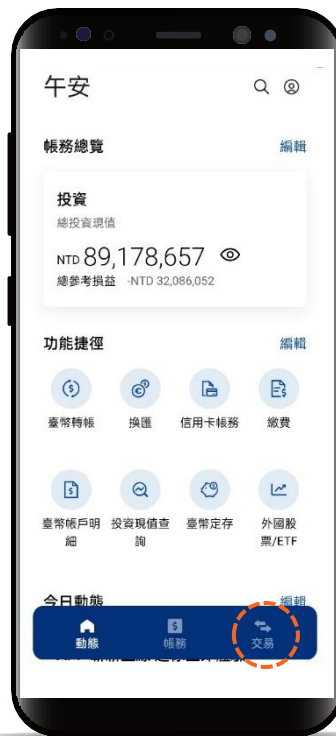 午安
帳務總覽 編輯
投資
總投資現值
NTD 89,178,657
總參考損益 -NTD 32,086,052
功能捷徑 編輯
臺幣轉帳 換匯 信用卡帳務 繳費
臺幣帳戶明細 投資現值查詢 臺幣定存 外國股票/ETF
今日動態 編輯
動態 帳務 交易